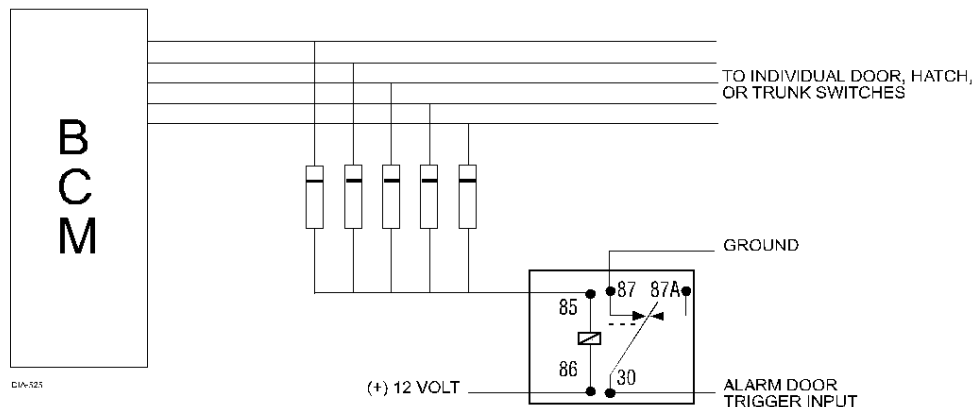 BCM
TO INDIVIDUAL DOOR, HATCH,
OR TRUNK SWITCHES
GROUND
87 87A
85
86
30
(+) 12 VOLT
ALARM DOOR
TRIGGER INPUT
DIA-525